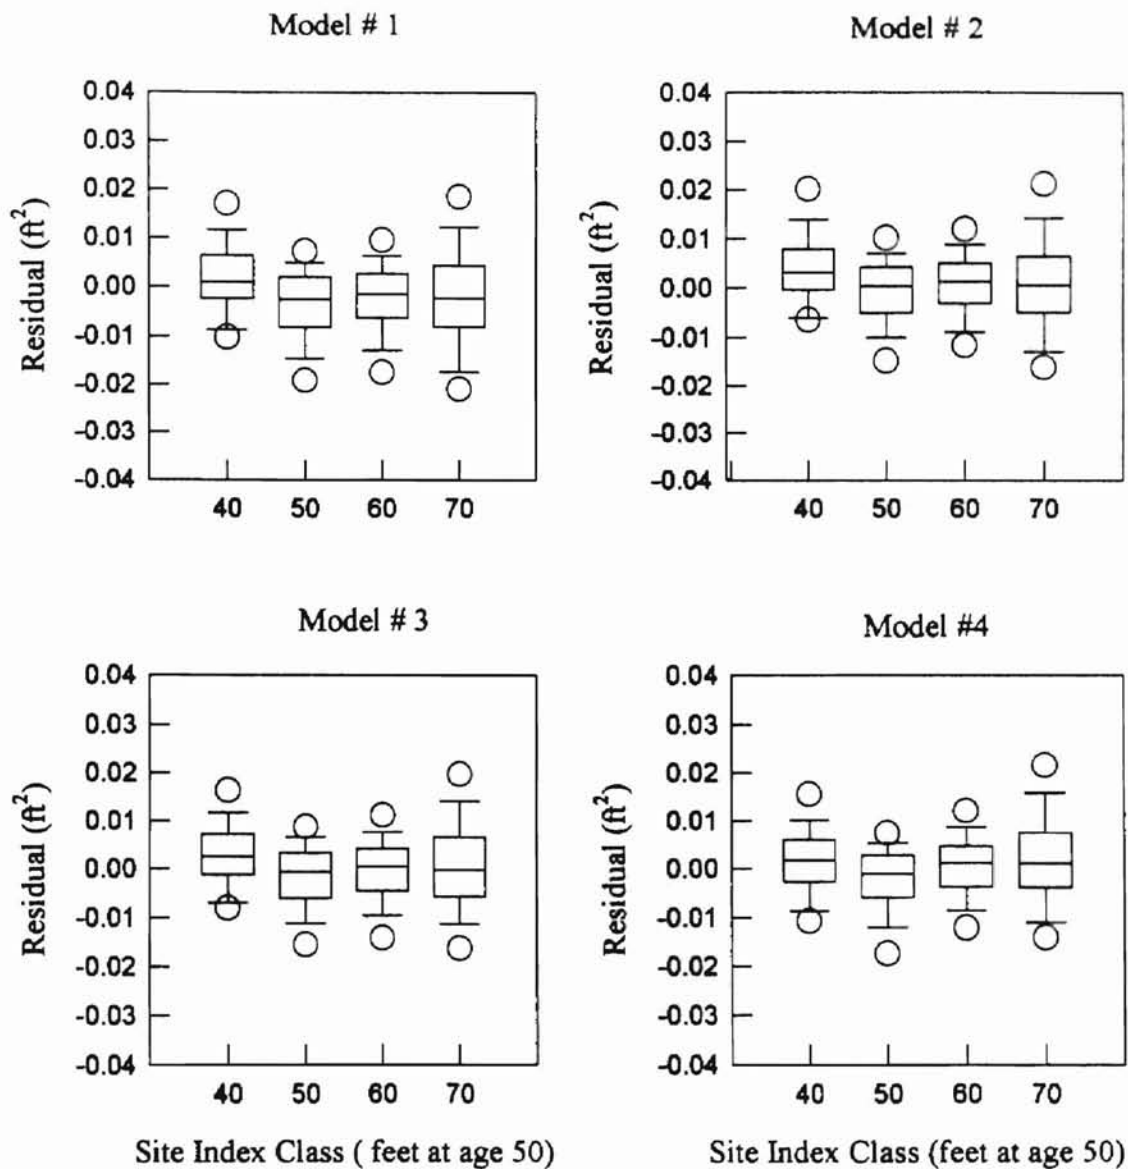 Model # 1
0.04
0.03
0.02
0.01
0.00
-0.01
-0.02
-0.03
-0.04
Residual (ft²)
40 50 60 70
Model # 2
0.04
0.03
0.02
0.01
0.00
-0.01
-0.02
-0.03
-0.04
Residual (ft²)
40 50 60 70
Model # 3
0.04
0.03
0.02
0.01
0.00
-0.01
-0.02
-0.03
-0.04
Residual (ft²)
40 50 60 70
Site Index Class ( feet at age 50)
Model #4
0.04
0.03
0.02
0.01
0.00
-0.01
-0.02
-0.03
-0.04
Residual (ft²)
40 50 60 70
Site Index Class (feet at age 50)